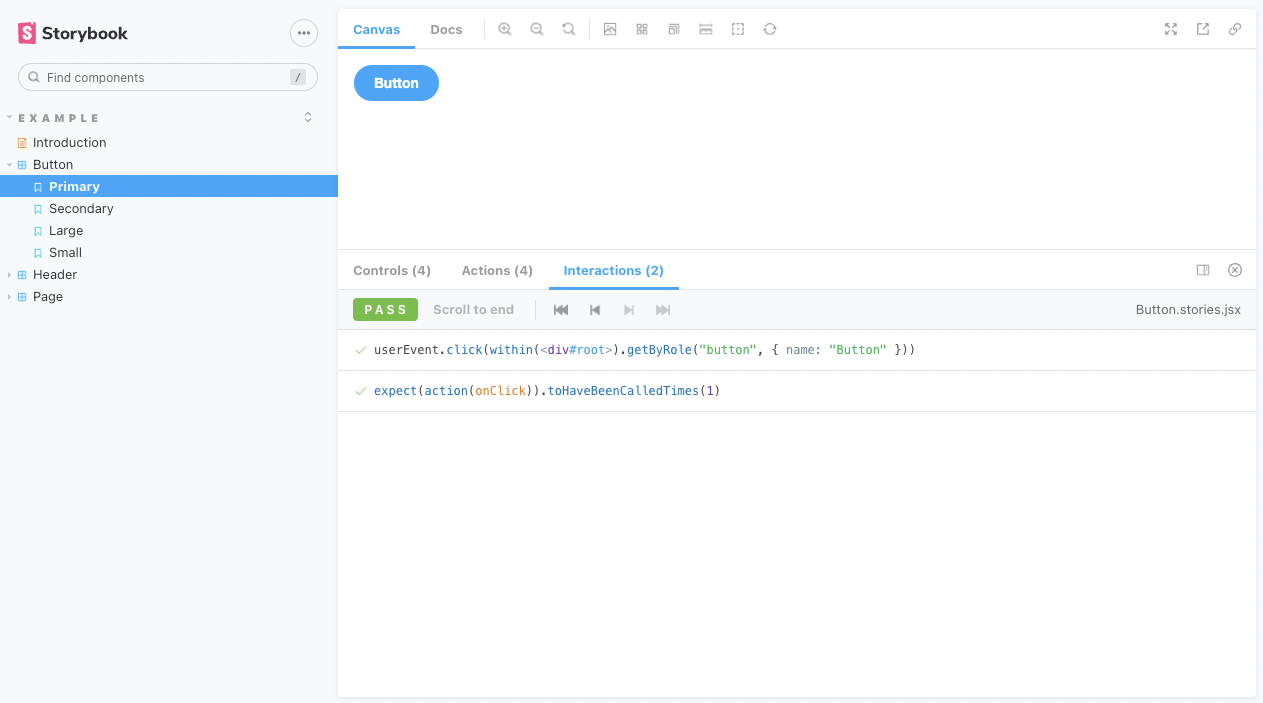 Storybook
Find components /
EXAMPLE
Introduction
Button
Primary
Secondary
Large
Small
Header
Page
Canvas Docs
Button
Controls (4) Actions (4) Interactions (2)
PASS Scroll to end Button.stories.jsx
userEvent.click(within(<div#root>).getByRole("button", { name: "Button" }))
expect(action(onClick)).toHaveBeenCalledTimes(1)